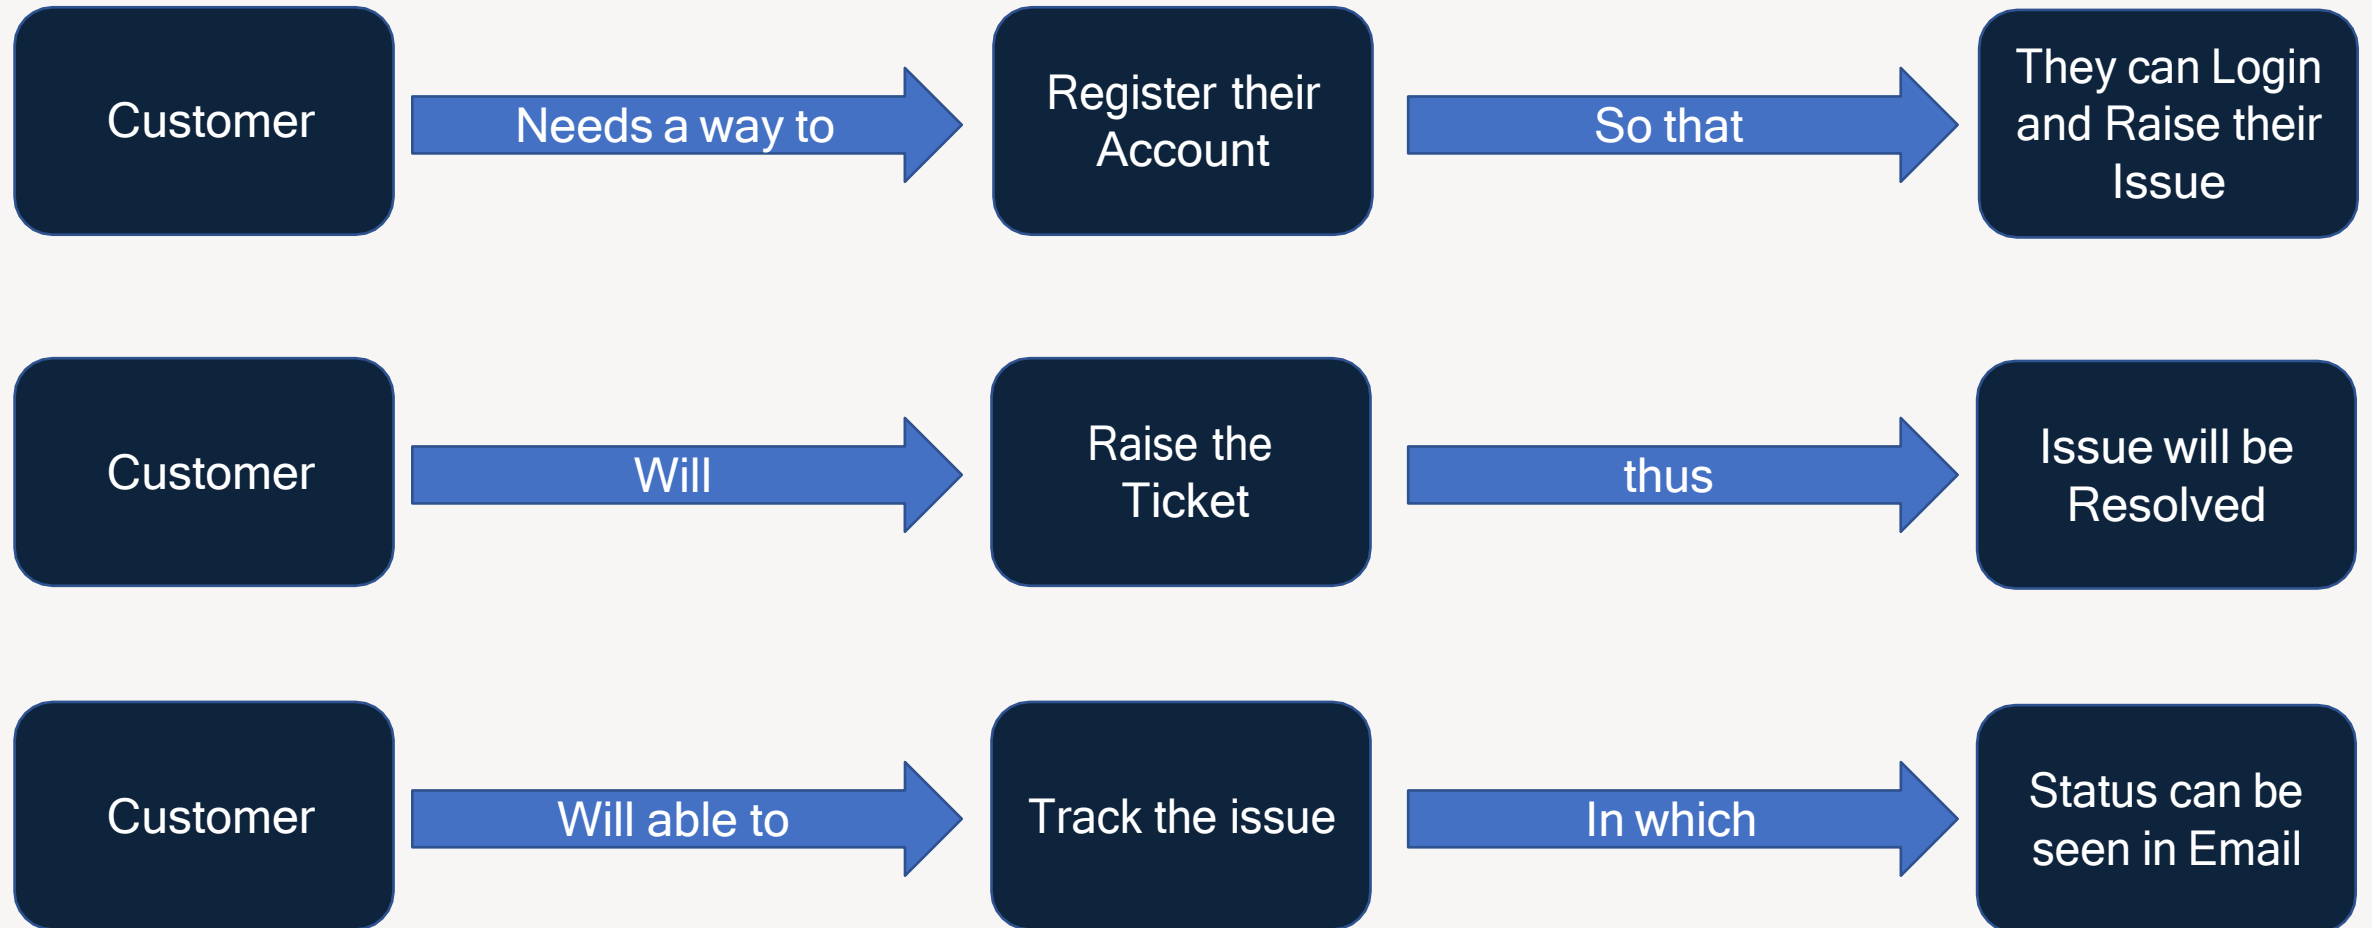 Customer
Needs a way to
Register their
Account
So that
They can Login
and Raise their
Issue
Customer
Will
Raise the
Ticket
thus
Issue will be
Resolved
Customer
Will able to
Track the issue
In which
Status can be
seen in Email